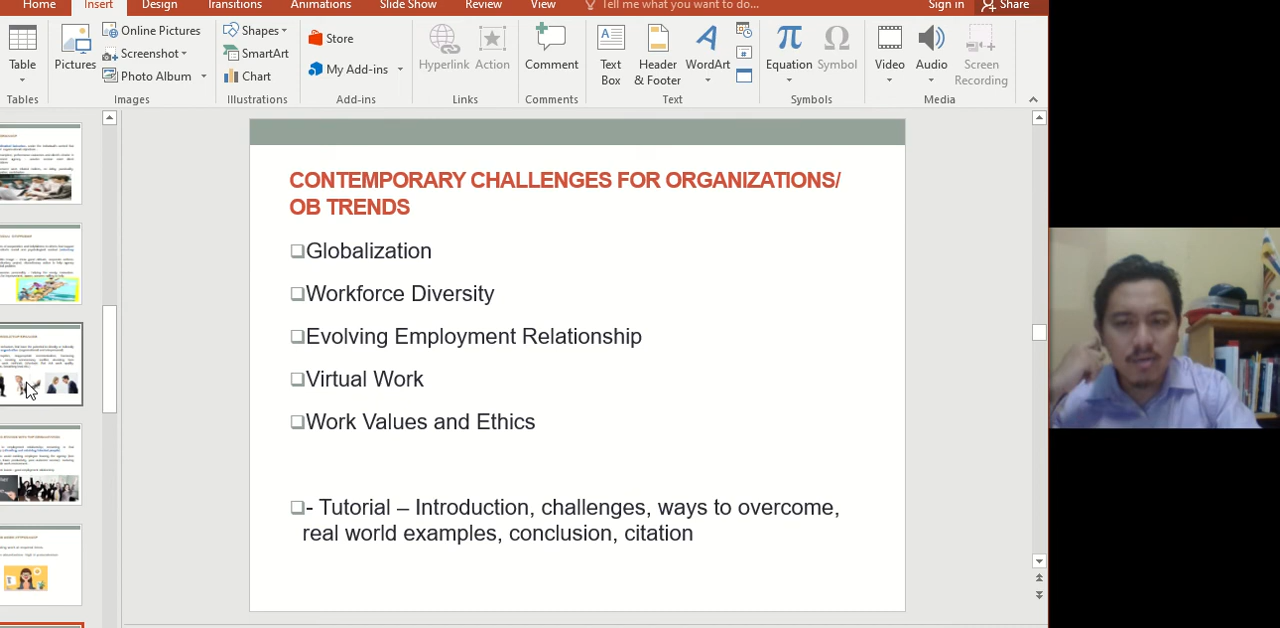 Home Insert Design Transitions Animations Slide Show Review View Tell me what you want to do... Sign in Share
Table
Pictures
Online Pictures
Screenshot
Photo Album
Shapes
SmartArt
Chart
Store
My Add-ins
Hyperlink
Action
Comment
Text
Box
Header
& Footer
WordArt
Equation
Symbol
Video
Audio
Screen
Recording
Tables
Images
Illustrations
Add-ins
Links
Comments
Text
Symbols
Media
CONTEMPORARY CHALLENGES FOR ORGANIZATIONS/
OB TRENDS
Globalization
Workforce Diversity
Evolving Employment Relationship
Virtual Work
Work Values and Ethics
- Tutorial – Introduction, challenges, ways to overcome,
real world examples, conclusion, citation